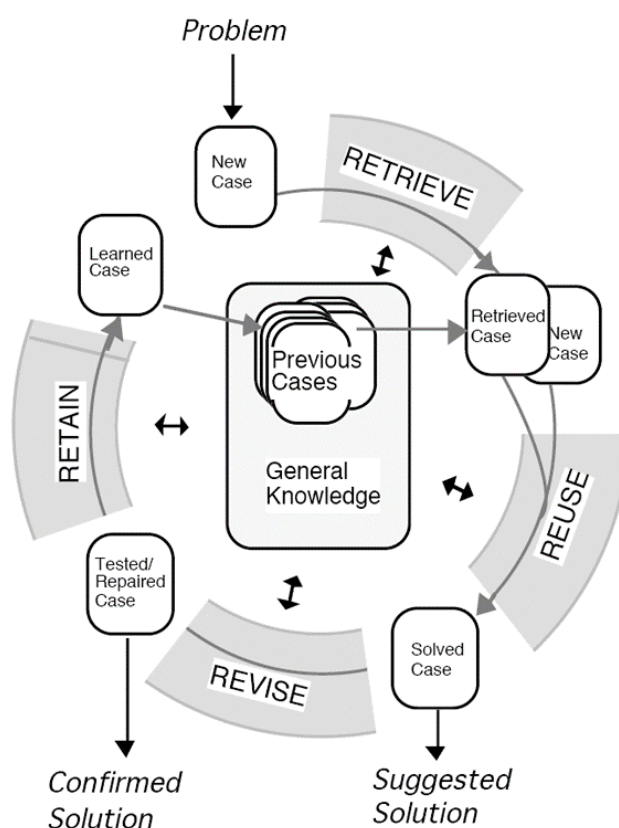 Problem
New
Case
RETRIEVE
Learned
Case
Retrieved
Case
New
Case
Previous
Cases
General
Knowledge
RETAIN
REUSE
Tested/
Repaired
Case
Solved
Case
REVISE
Confirmed
Solution
Suggested
Solution